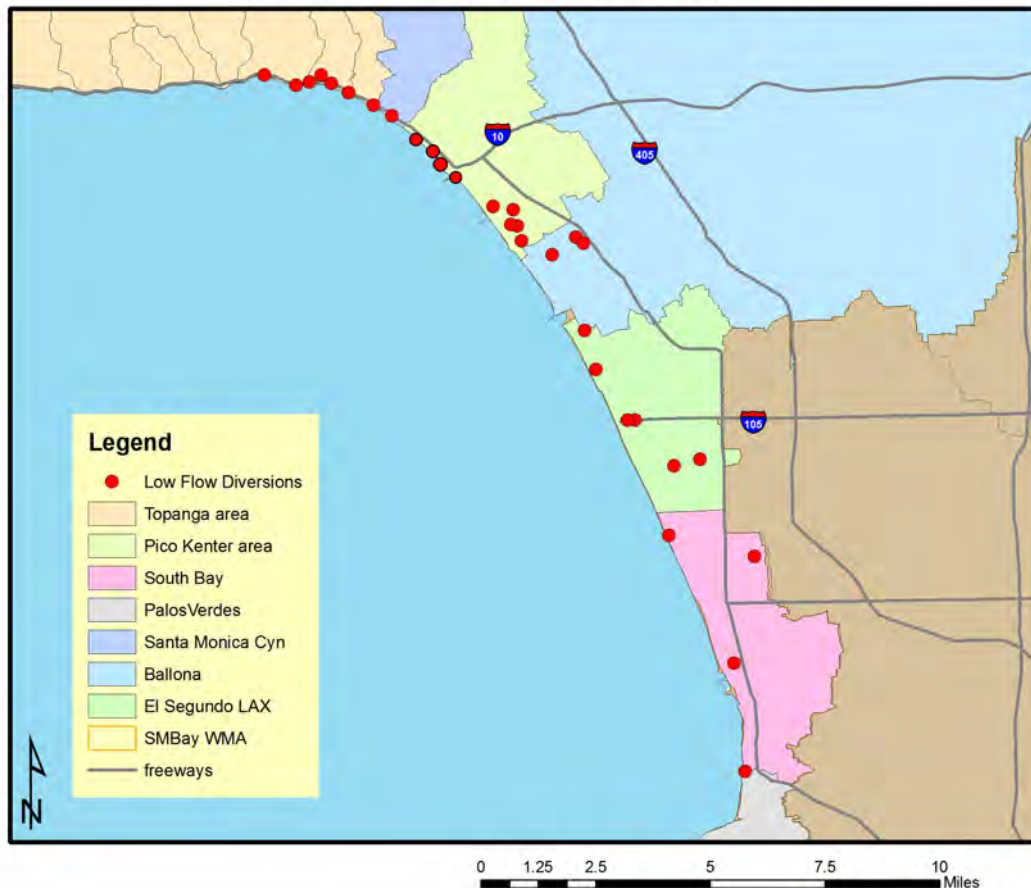 10
405
105
Legend
Low Flow Diversions
Topanga area
Pico Kenter area
South Bay
PalosVerdes
Santa Monica Cyn
Ballona
El Segundo LAX
SMBay WMA
freeways
N
0 1.25 2.5 5 7.5 10
Miles